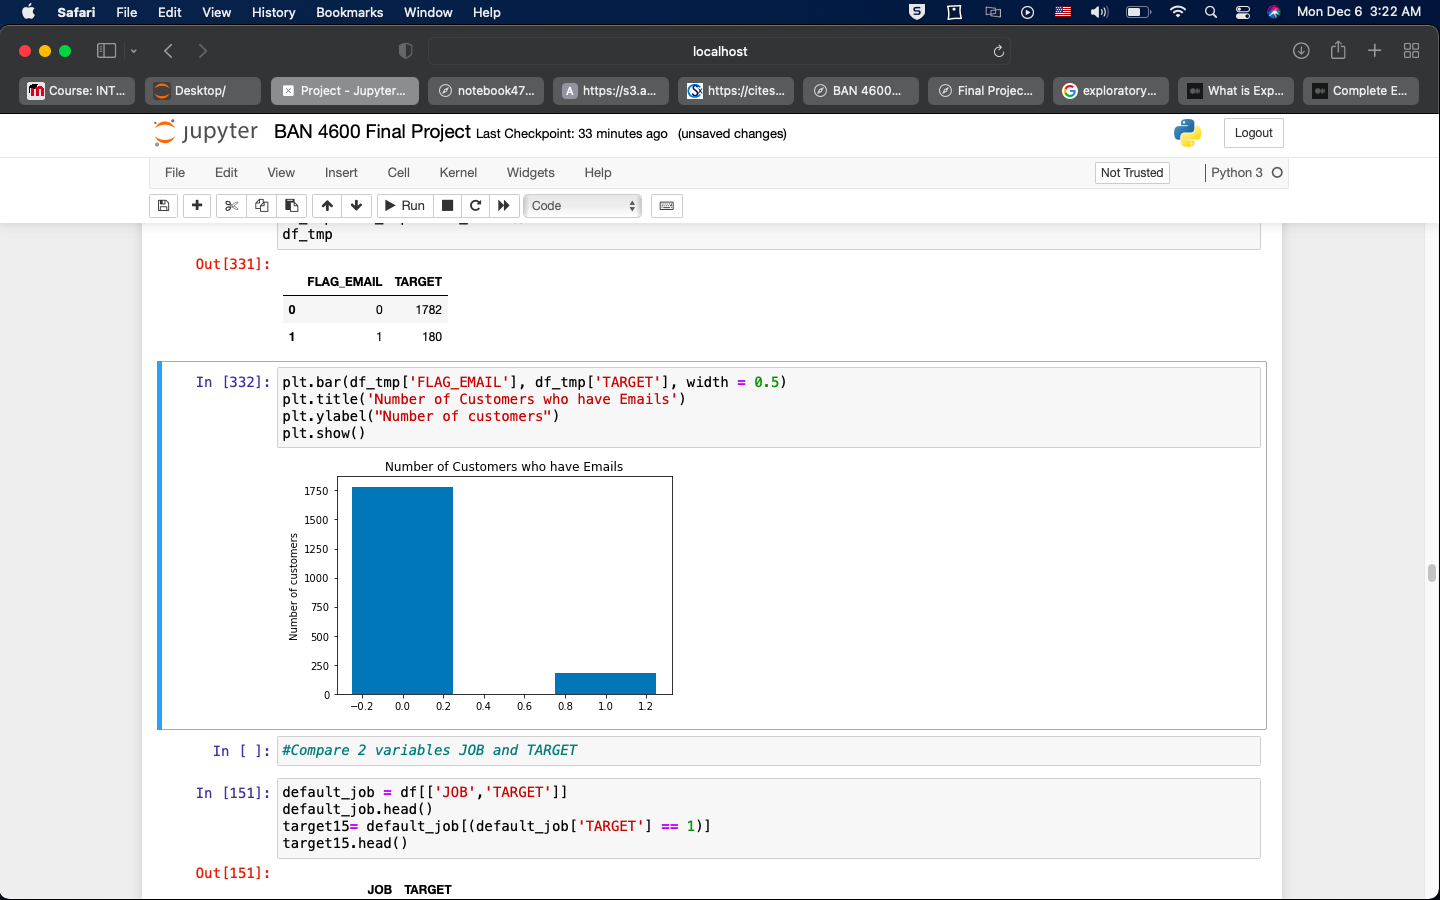 Safari File Edit View History Bookmarks Window Help Mon Dec 6 3:22 AM
localhost
Course: INT... Desktop/ Project - Jupyter... notebook47... https://s3.a... https://cites... BAN 4600... Final Projec... exploratory... What is Exp... Complete E...
jupyter BAN 4600 Final Project Last Checkpoint: 33 minutes ago (unsaved changes) Logout
File Edit View Insert Cell Kernel Widgets Help Not Trusted Python 3
Run Code
df_tmp
Out[331]:
FLAG_EMAIL TARGET
0 0 1782
1 1 180
In [332]: plt.bar(df_tmp['FLAG_EMAIL'], df_tmp['TARGET'], width = 0.5)
plt.title('Number of Customers who have Emails')
plt.ylabel("Number of customers")
plt.show()
Number of Customers who have Emails
Number of customers
1750
1500
1250
1000
750
500
250
0
−0.2 0.0 0.2 0.4 0.6 0.8 1.0 1.2
In [ ]: #Compare 2 variables JOB and TARGET
In [151]: default_job = df[['JOB','TARGET']]
default_job.head()
target15= default_job[(default_job['TARGET'] == 1)]
target15.head()
Out[151]:
JOB TARGET